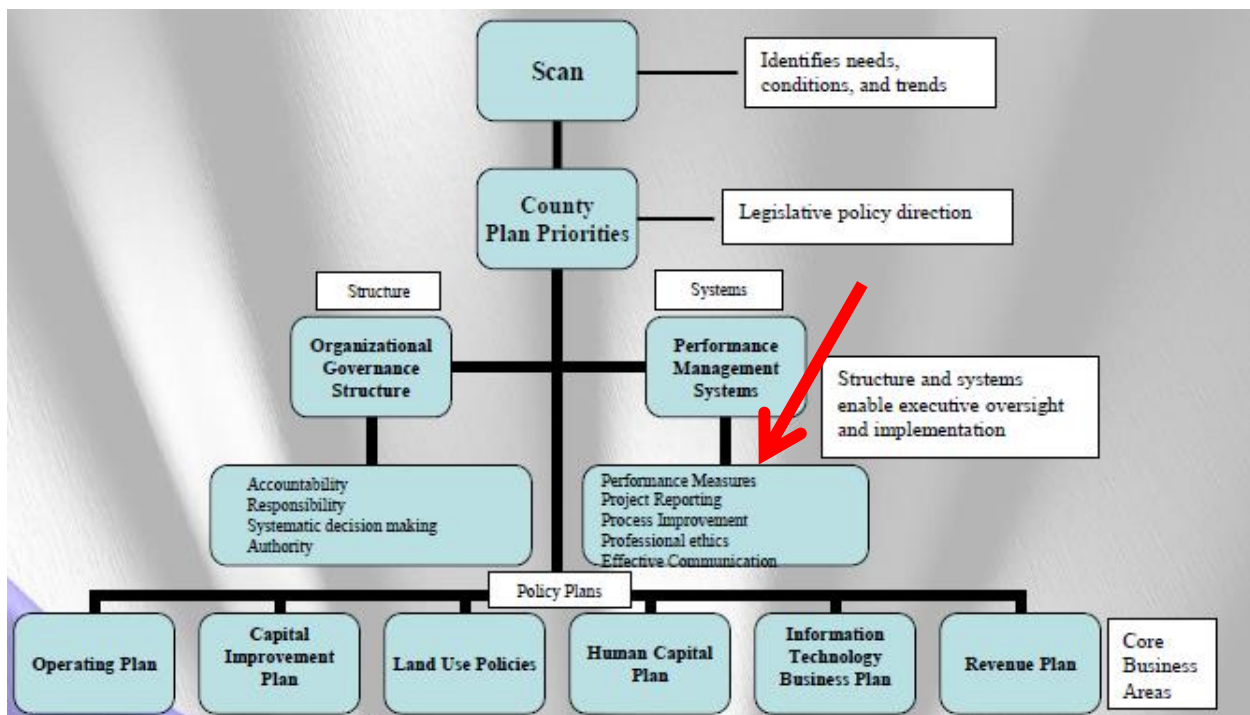 Scan
Identifies needs,
conditions, and trends
County
Plan Priorities
Legislative policy direction
Structure
Systems
Organizational
Governance
Structure
Performance
Management
Systems
Structure and systems
enable executive oversight
and implementation
Accountability
Responsibility
Systematic decision making
Authority
Performance Measures
Project Reporting
Process Improvement
Professional ethics
Effective Communication
Policy Plans
Operating Plan
Capital
Improvement
Plan
Land Use Policies
Human Capital
Plan
Information
Technology
Business Plan
Revenue Plan
Core
Business
Areas